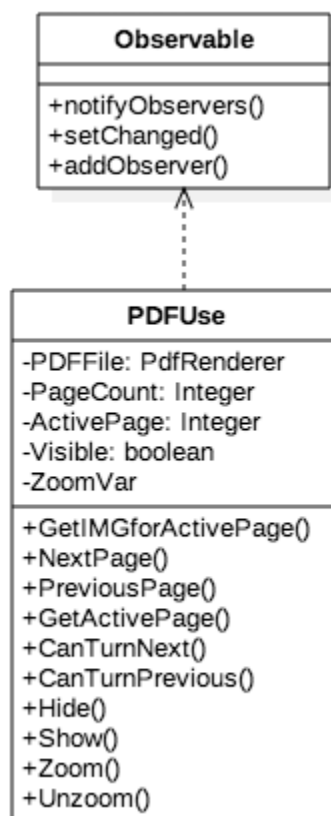 Observable
+notifyObservers()
+setChanged()
+addObserver()
PDFUse
-PDFFile: PdfRenderer
-PageCount: Integer
-ActivePage: Integer
-Visible: boolean
-ZoomVar
+GetIMGforActivePage()
+NextPage()
+PreviousPage()
+GetActivePage()
+CanTurnNext()
+CanTurnPrevious()
+Hide()
+Show()
+Zoom()
+Unzoom()